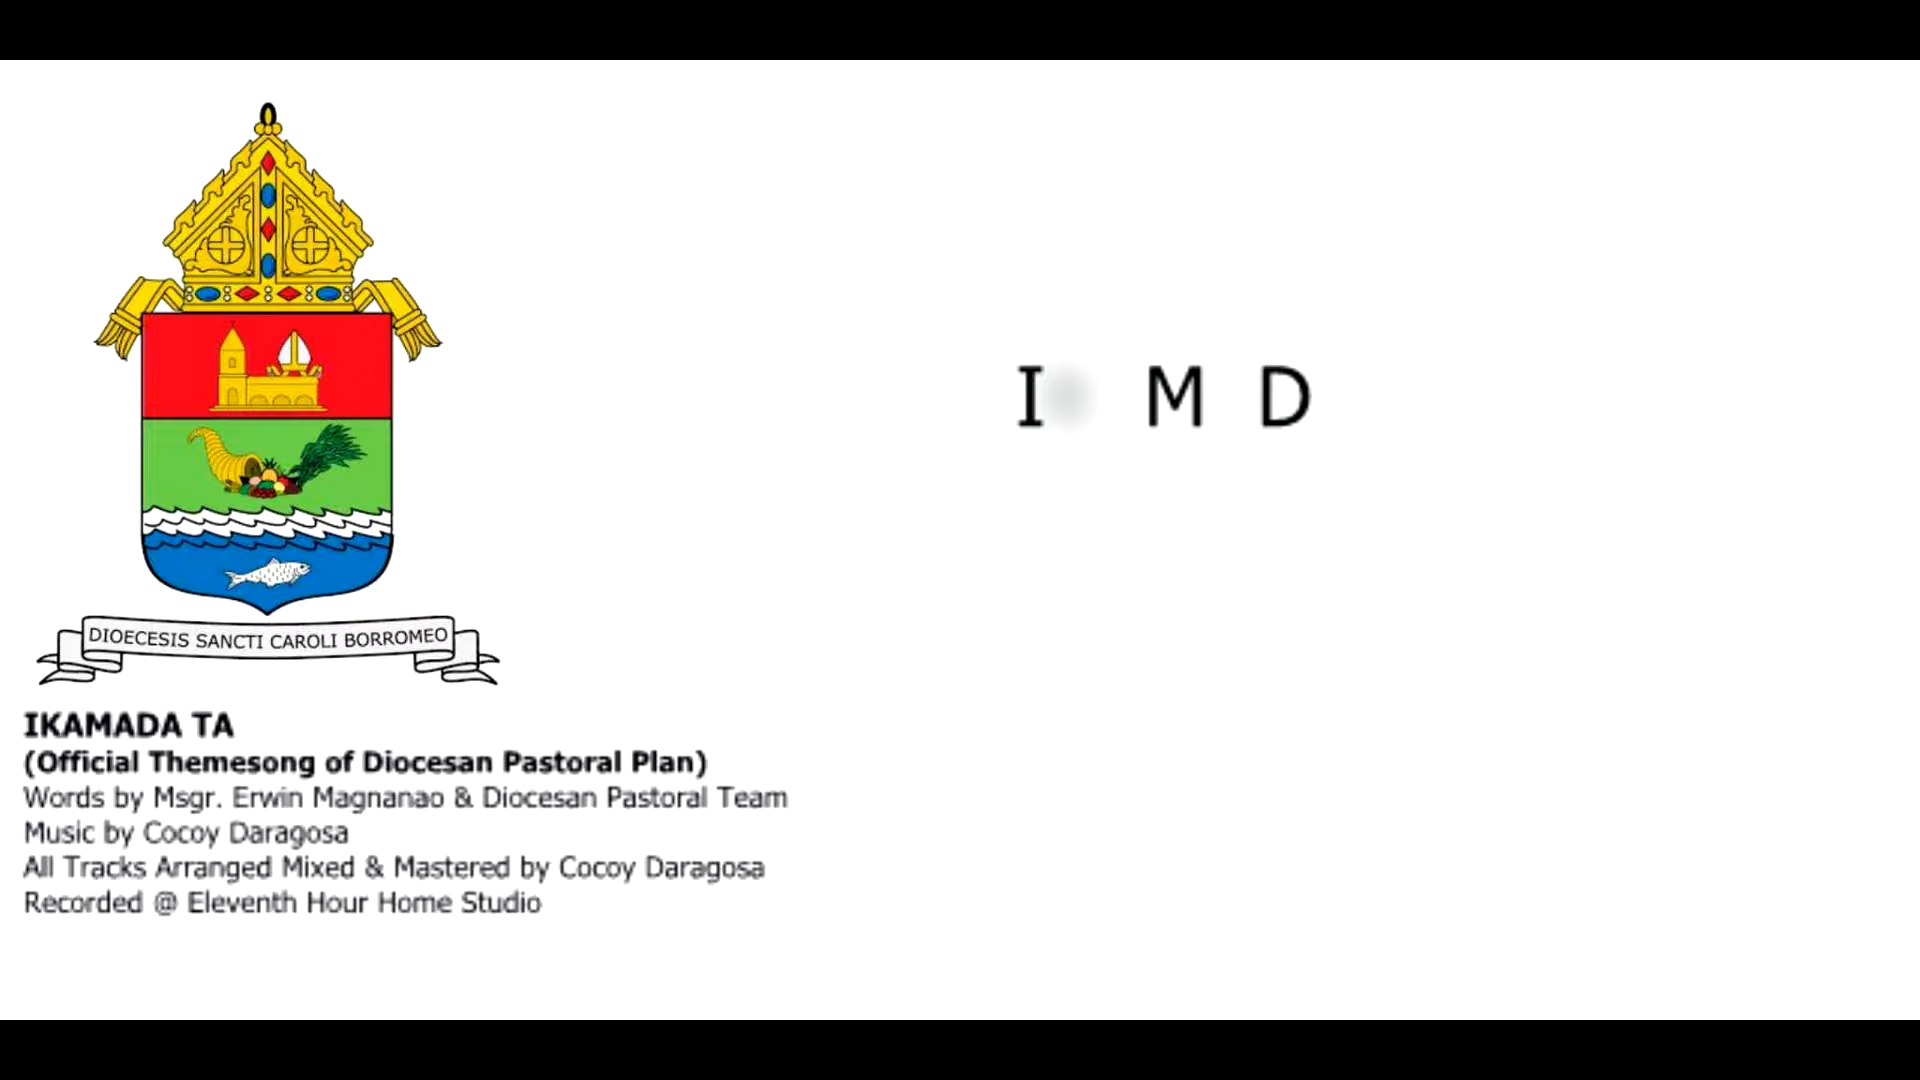 DIOECESIS SANCTI CAROLI BORROMEO
IKAMADA TA
(Official Themesong of Diocesan Pastoral Plan)
Words by Msgr. Erwin Magnanao & Diocesan Pastoral Team
Music by Cocoy Daragosa
All Tracks Arranged Mixed & Mastered by Cocoy Daragosa
Recorded @ Eleventh Hour Home Studio
I M D